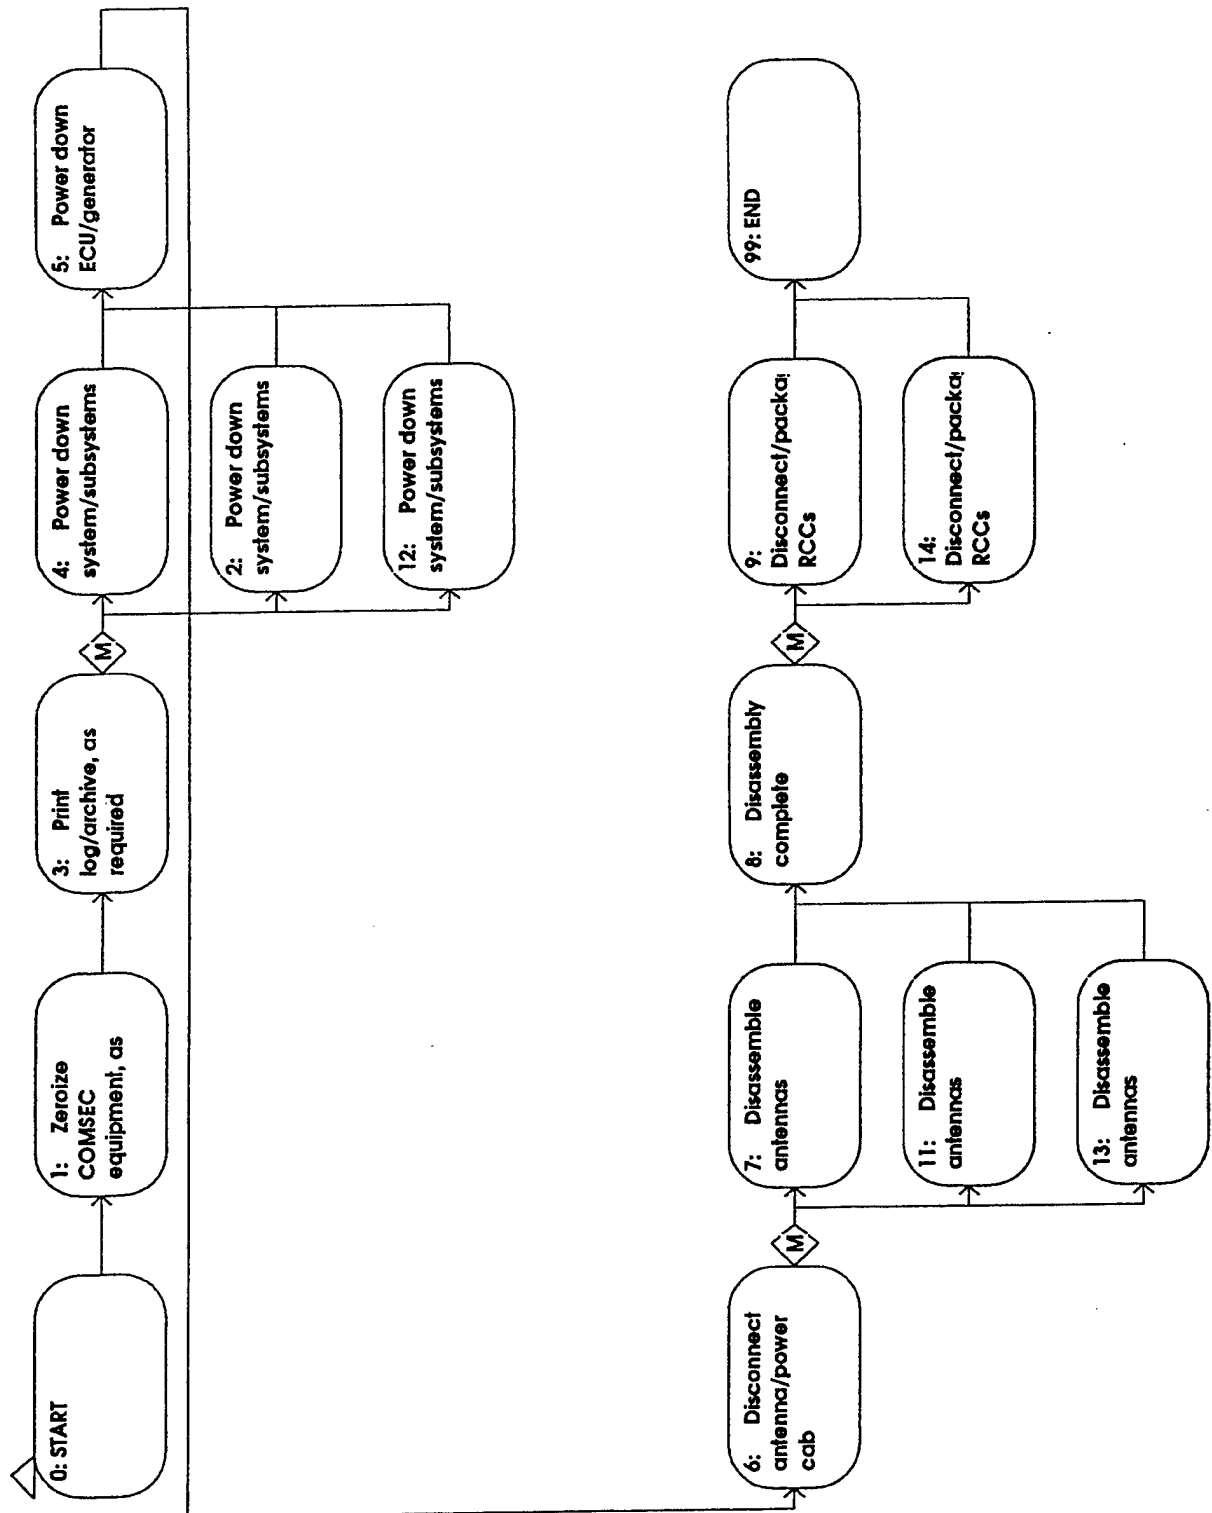 0: START
1: Zeroize
COMSEC
equipment, as
3: Print
log/archive, as
required
M
4: Power down
system/subsystems
5: Power down
ECU/generator
2: Power down
system/subsystems
12: Power down
system/subsystems
6: Disconnect
antenna/power
cab
M
7: Disassemble
antennas
8: Disassembly
complete
M
9:
Disconnect/packa
RCCs
99: END
11: Disassemble
antennas
14:
Disconnect/packa
RCCs
13: Disassemble
antennas